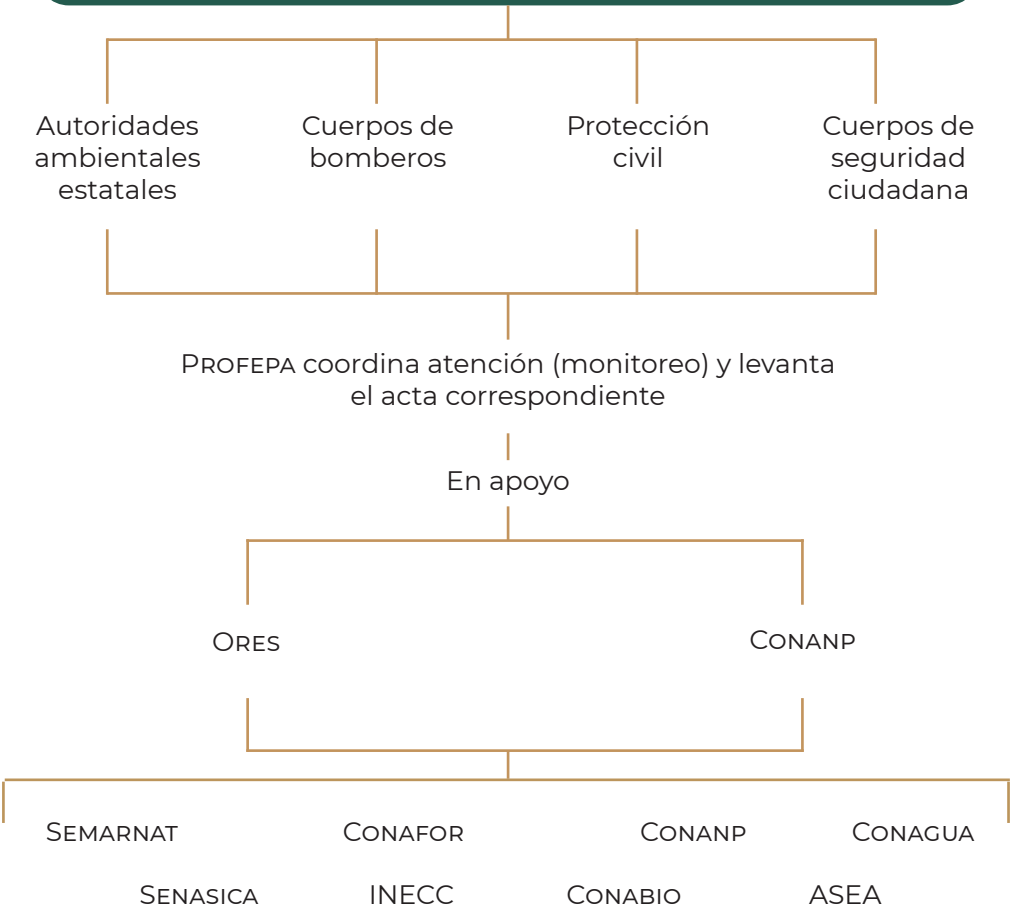 Autoridades
ambientales
estatales
Cuerpos de
bomberos
Protección
civil
Cuerpos de
seguridad
ciudadana
PROFEPA coordina atención (monitoreo) y levanta
el acta correspondiente
En apoyo
ORES
CONANP
SEMARNAT
CONAFOR
CONANP
CONAGUA
SENASICA
INECC
CONABIO
ASEA